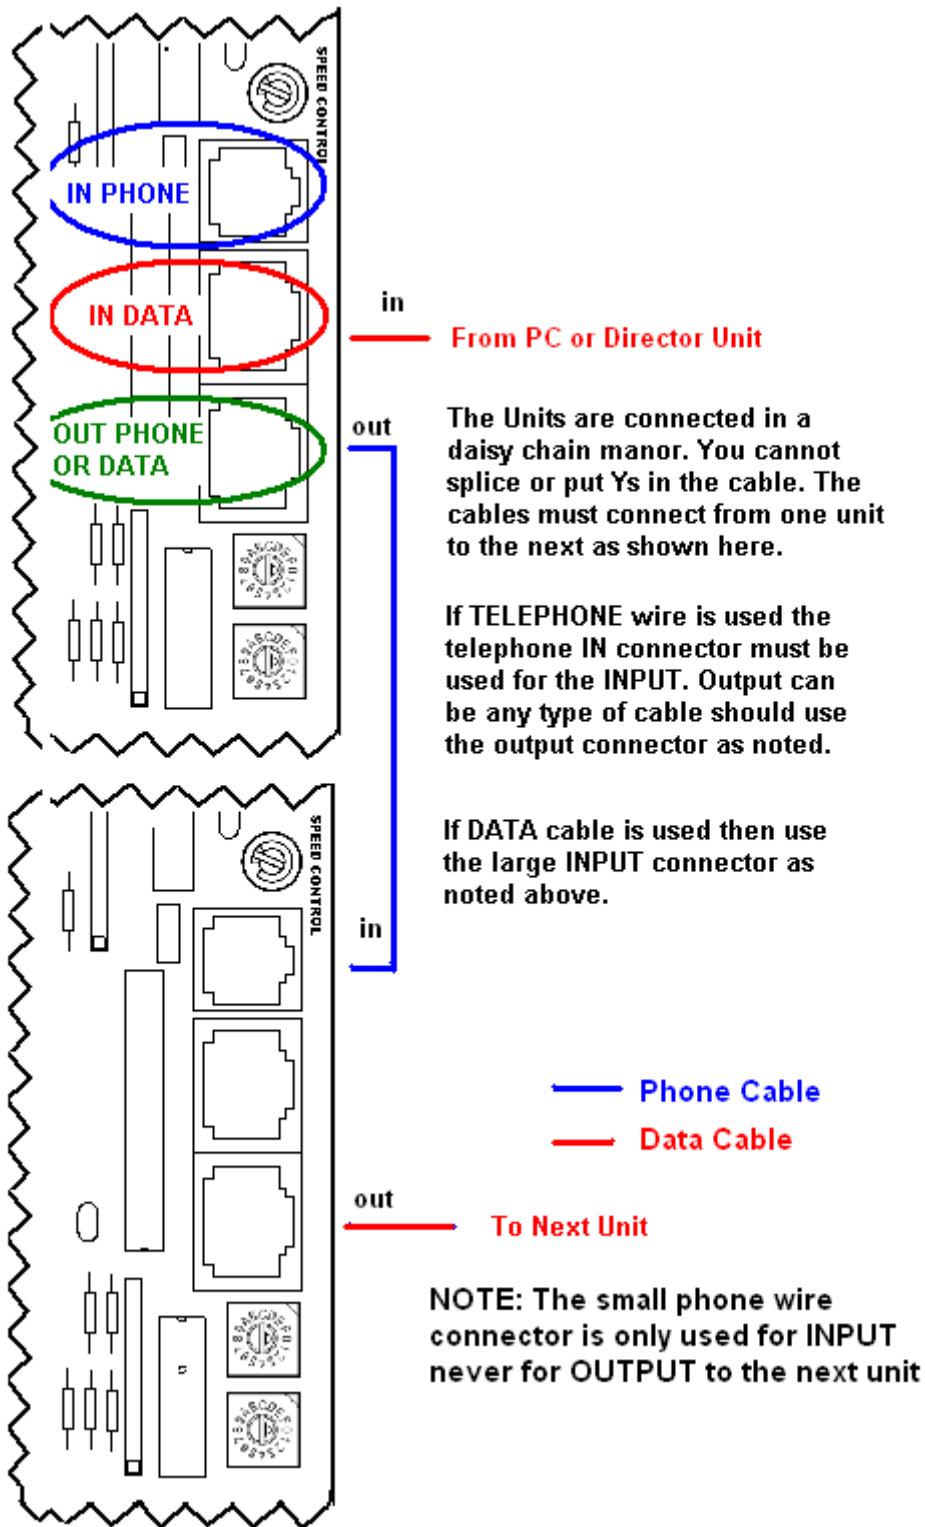 SPEED CONTROL
IN PHONE
IN DATA
in
From PC or Director Unit
OUT PHONE
OR DATA
out
The Units are connected in a
daisy chain manor. You cannot
splice or put Ys in the cable. The
cables must connect from one unit
to the next as shown here.
If TELEPHONE wire is used the
telephone IN connector must be
used for the INPUT. Output can
be any type of cable should use
the output connector as noted.
If DATA cable is used then use
the large INPUT connector as
noted above.
SPEED CONTROL
in
Phone Cable
Data Cable
out
To Next Unit
NOTE: The small phone wire
connector is only used for INPUT
never for OUTPUT to the next unit